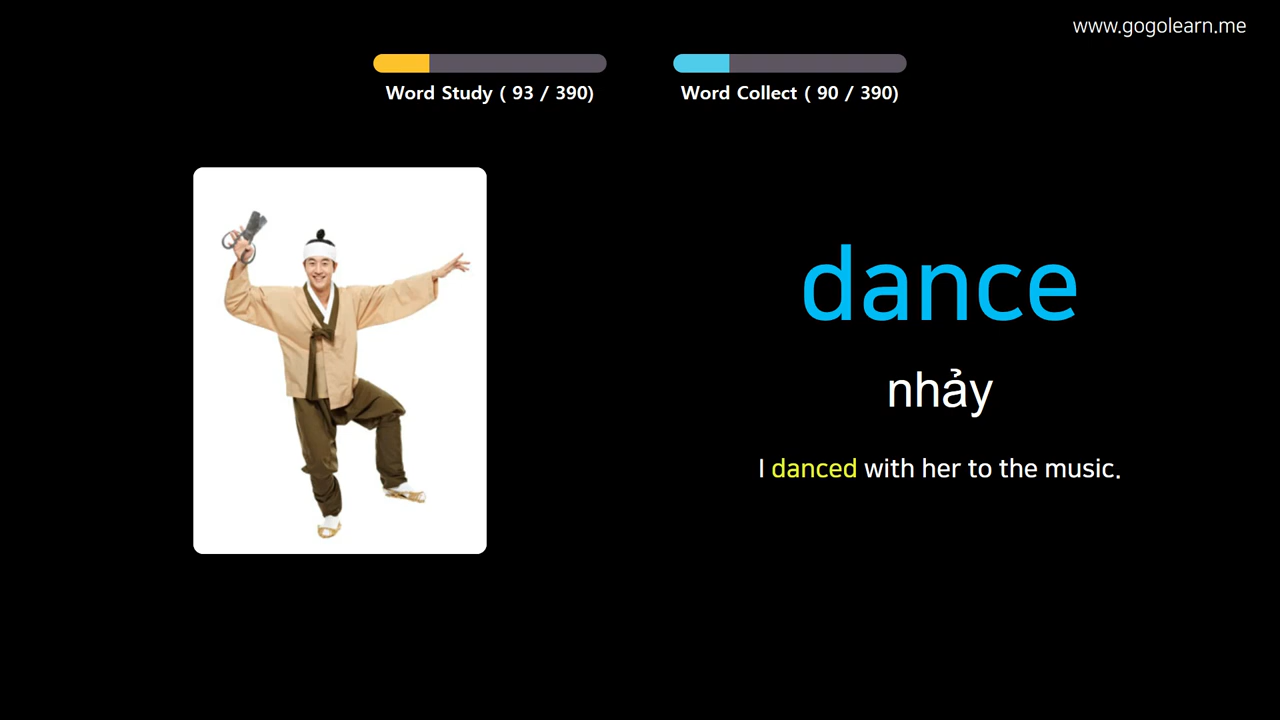 www.gogolearn.me
Word Study ( 93 / 390)
Word Collect ( 90 / 390)
dance
nhảy
I danced with her to the music.